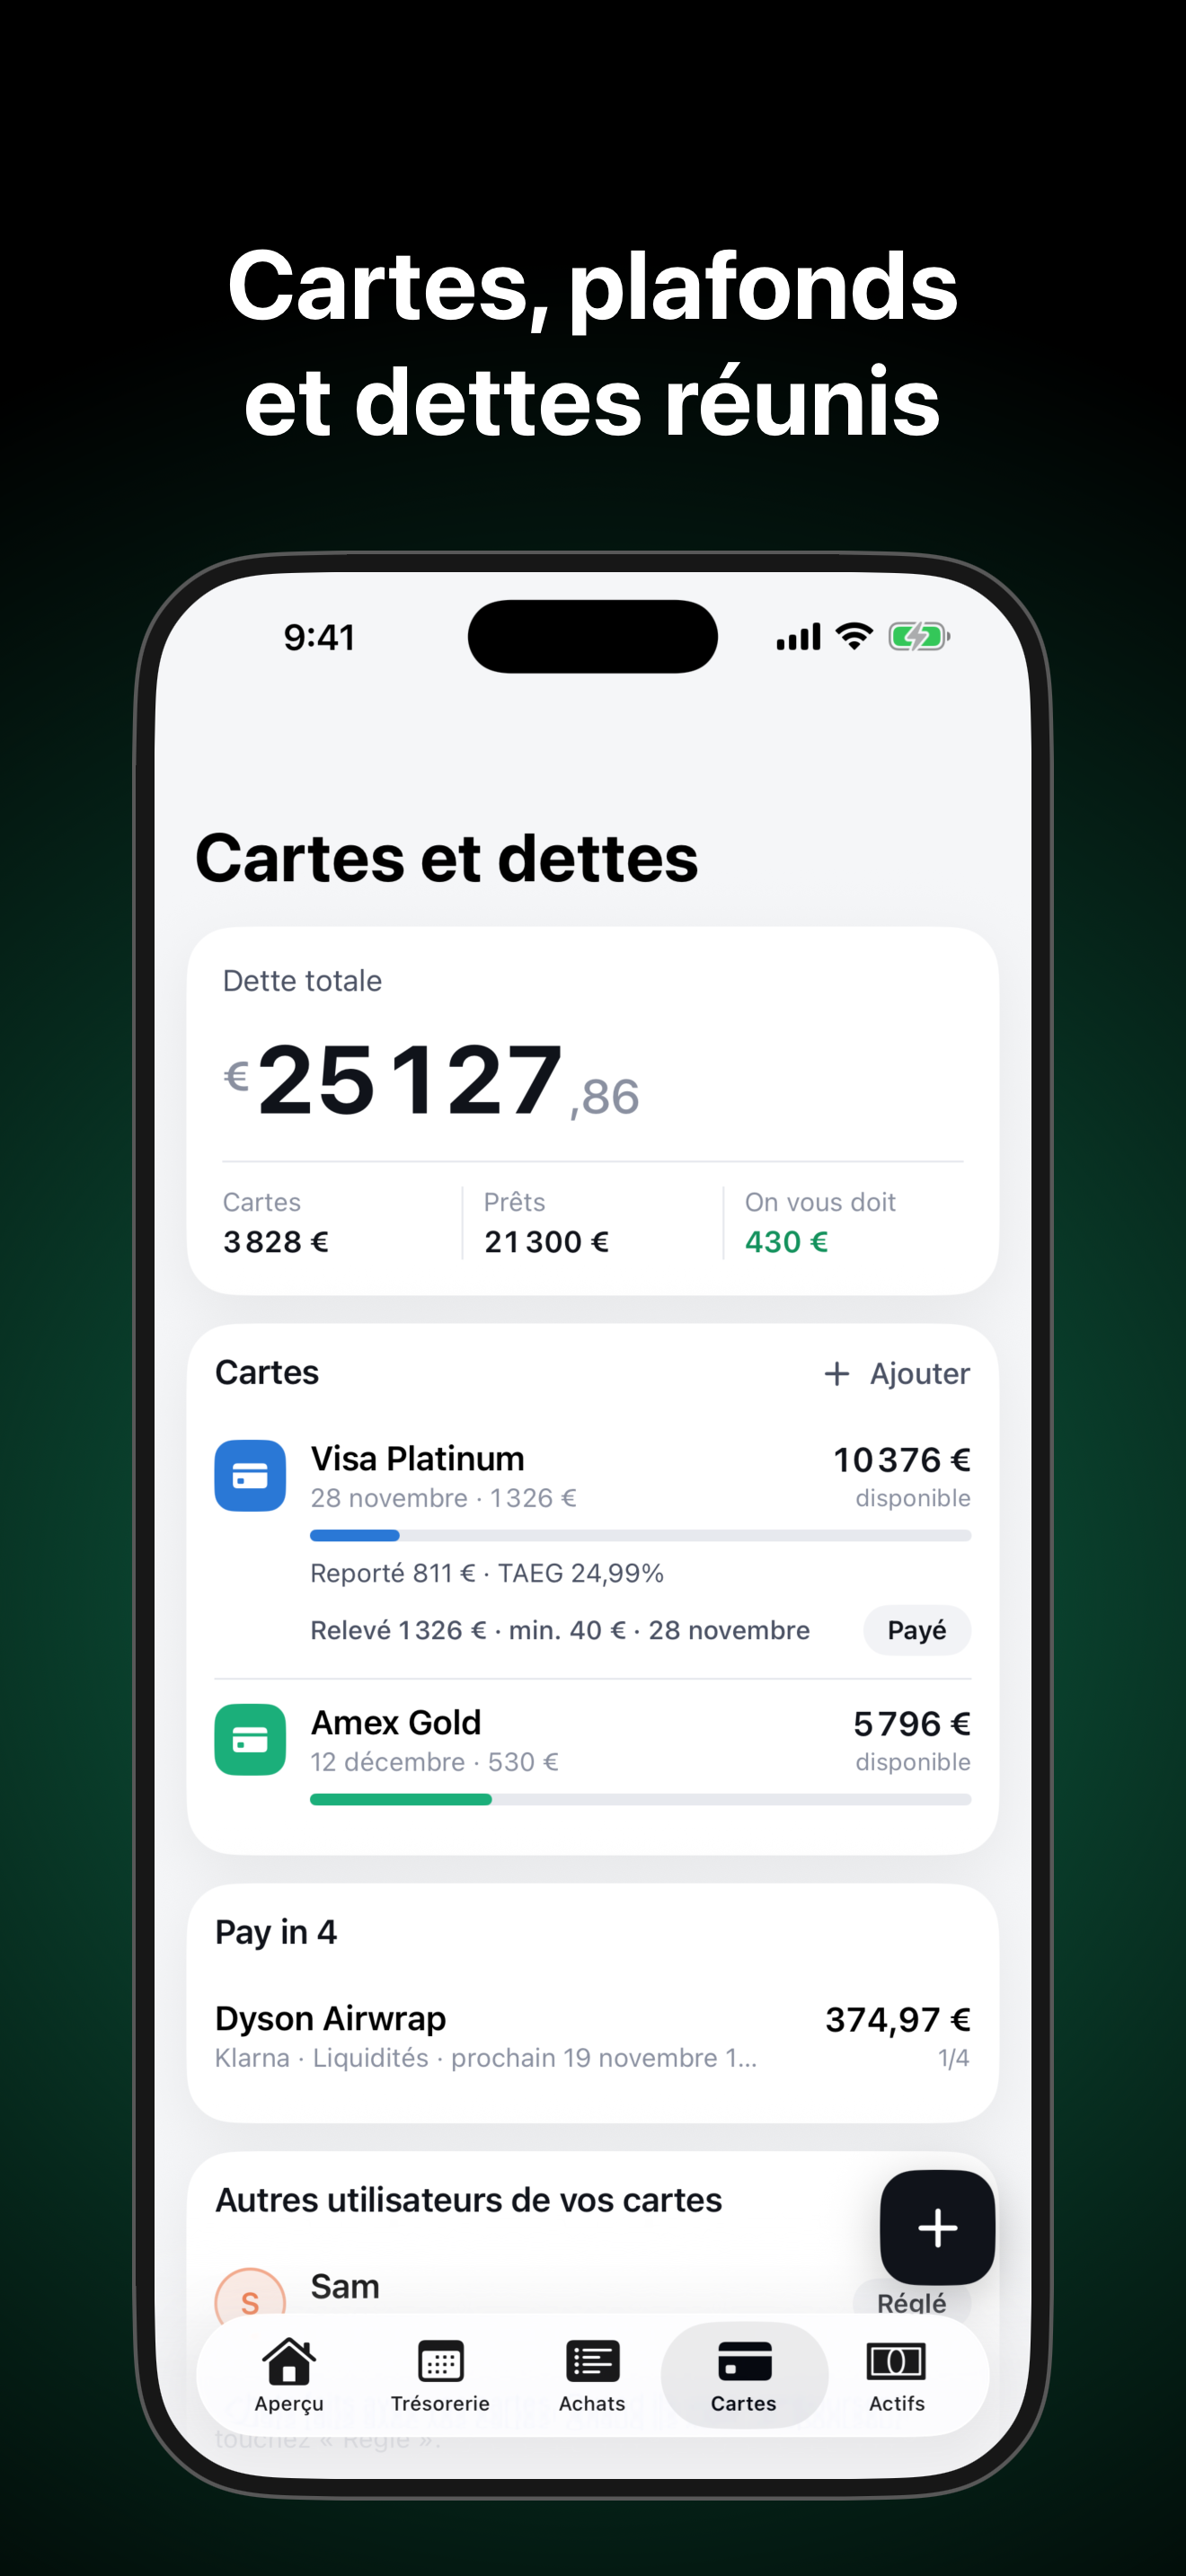 Cartes, plafonds
et dettes réunis
9:41
Cartes et dettes
Dette totale
€25 127,86
Cartes
3 828 €
Prêts
21 300 €
On vous doit
430 €
Cartes
+ Ajouter
Visa Platinum
10 376 €
28 novembre · 1 326 €
disponible
Reporté 811 € · TAEG 24,99%
Relevé 1 326 € · min. 40 € · 28 novembre
Payé
Amex Gold
5 796 €
12 décembre · 530 €
disponible
Pay in 4
Dyson Airwrap
374,97 €
Klarna · Liquidités · prochain 19 novembre 1...
1/4
Autres utilisateurs de vos cartes
S
Sam
Réglé
touchez « Réglé ».
Aperçu
Trésorerie
Achats
Cartes
Actifs